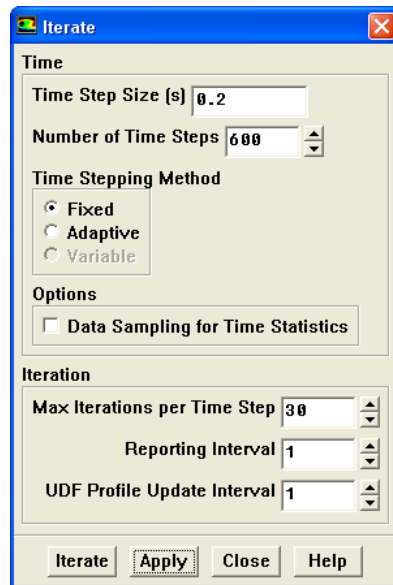 Iterate
Time
Time Step Size (s) 0.2
Number of Time Steps 600
Time Stepping Method
Fixed
Adaptive
Variable
Options
Data Sampling for Time Statistics
Iteration
Max Iterations per Time Step 30
Reporting Interval 1
UDF Profile Update Interval 1
Iterate Apply Close Help